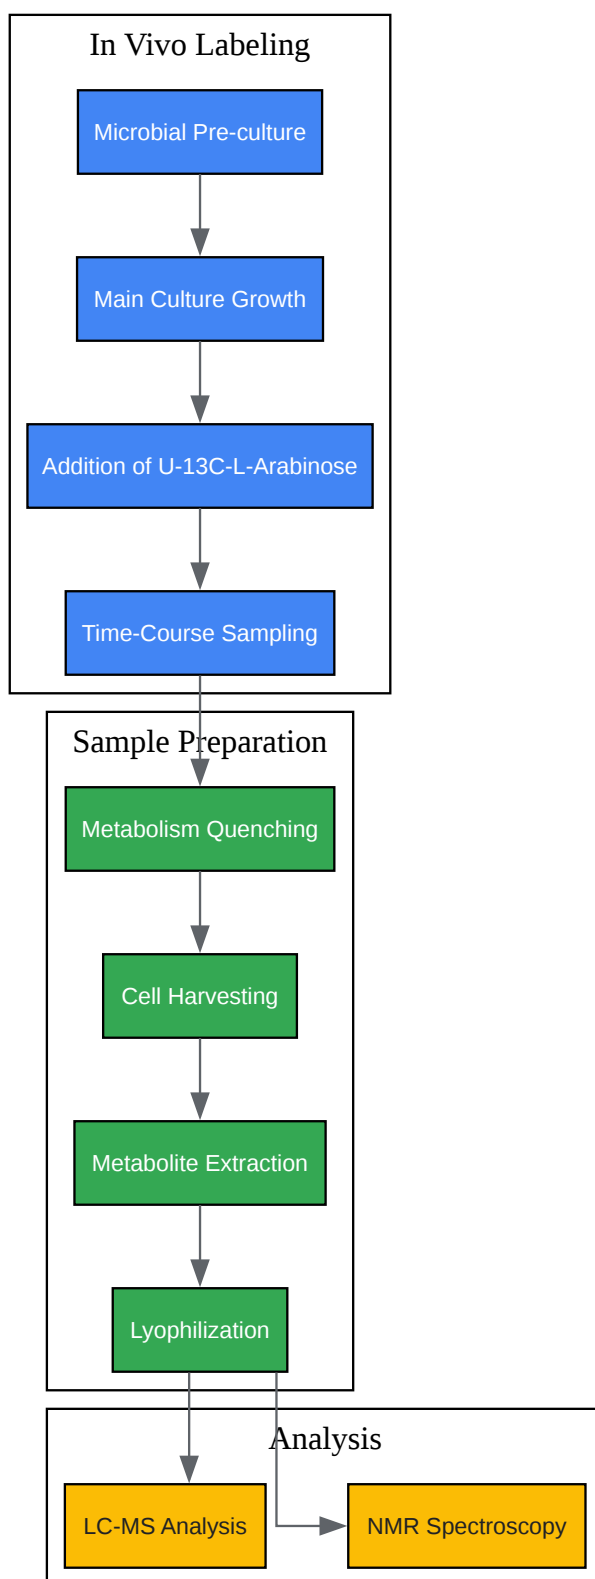 In Vivo Labeling
Microbial Pre-culture
Main Culture Growth
Addition of U-13C-L-Arabinose
Time-Course Sampling
Sample Preparation
Metabolism Quenching
Cell Harvesting
Metabolite Extraction
Lyophilization
Analysis
LC-MS Analysis
NMR Spectroscopy